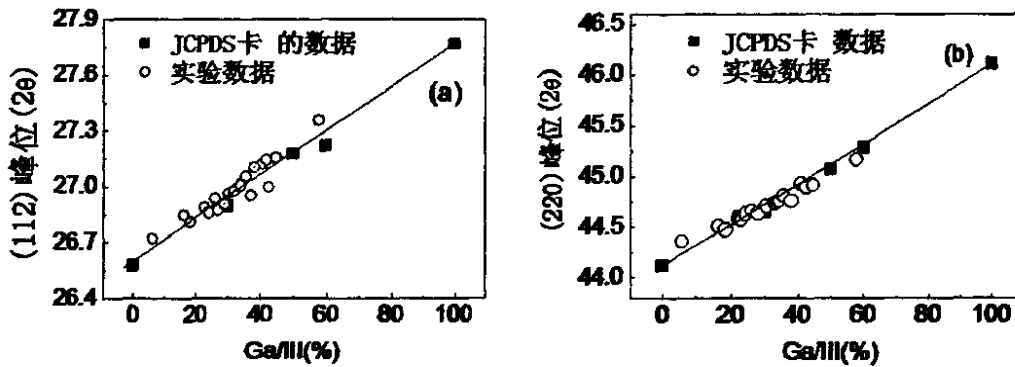 27.9
27.6
27.3
27.0
26.7
26.4
(112)峰位(2θ)
■ JCPDS卡 的数据
○ 实验数据
(a)
0 20 40 60 80 100
Ga/III(%)
46.5
46.0
45.5
45.0
44.5
44.0
(220)峰位(2θ)
■ JCPDS卡 数据
○ 实验数据
(b)
0 20 40 60 80 100
Ga/III(%)